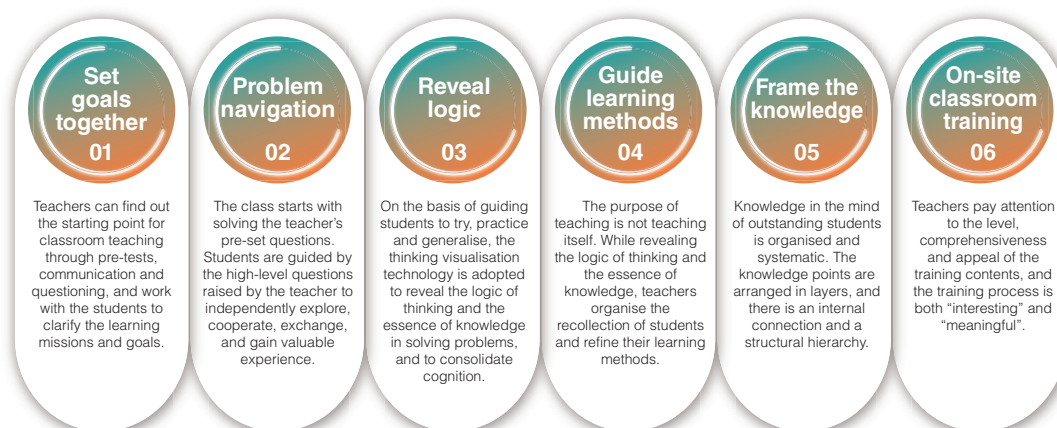 Set
goals
together
01
Teachers can find out
the starting point for
classroom teaching
through pre-tests,
communication and
questioning, and work
with the students to
clarify the learning
missions and goals.
Problem
navigation
02
The class starts with
solving the teacher's
pre-set questions.
Students are guided by
the high-level questions
raised by the teacher to
independently explore,
cooperate, exchange,
and gain valuable
experience.
Reveal
logic
03
On the basis of guiding
students to try, practice
and generalise, the
thinking visualisation
technology is adopted
to reveal the logic of
thinking and the
essence of knowledge
in solving problems,
and to consolidate
cognition.
Guide
learning
methods
04
The purpose of
teaching is not teaching
itself. While revealing
the logic of thinking and
the essence of
knowledge, teachers
organise the
recollection of students
and refine their learning
methods.
Frame the
knowledge
05
Knowledge in the mind
of outstanding students
is organised and
systematic. The
knowledge points are
arranged in layers, and
there is an internal
connection and a
structural hierarchy.
On-site
classroom
training
06
Teachers pay attention
to the level,
comprehensiveness
and appeal of the
training contents, and
the training process is
both “interesting” and
“meaningful”.